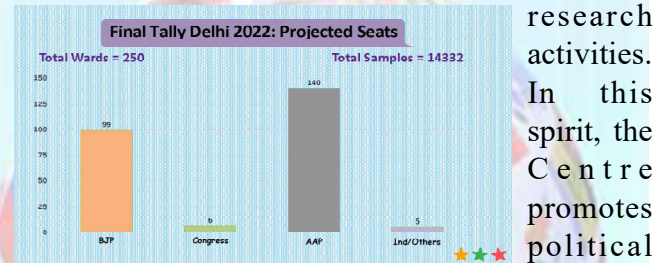 Final Tally Delhi 2022: Projected Seats
Total Wards = 250
Total Samples = 14332
150
125
100
75
50
25
0
99
6
140
5
BJP
Congress
AAP
Ind/Others
research
activities.
In this
spirit, the
Centre
promotes
political